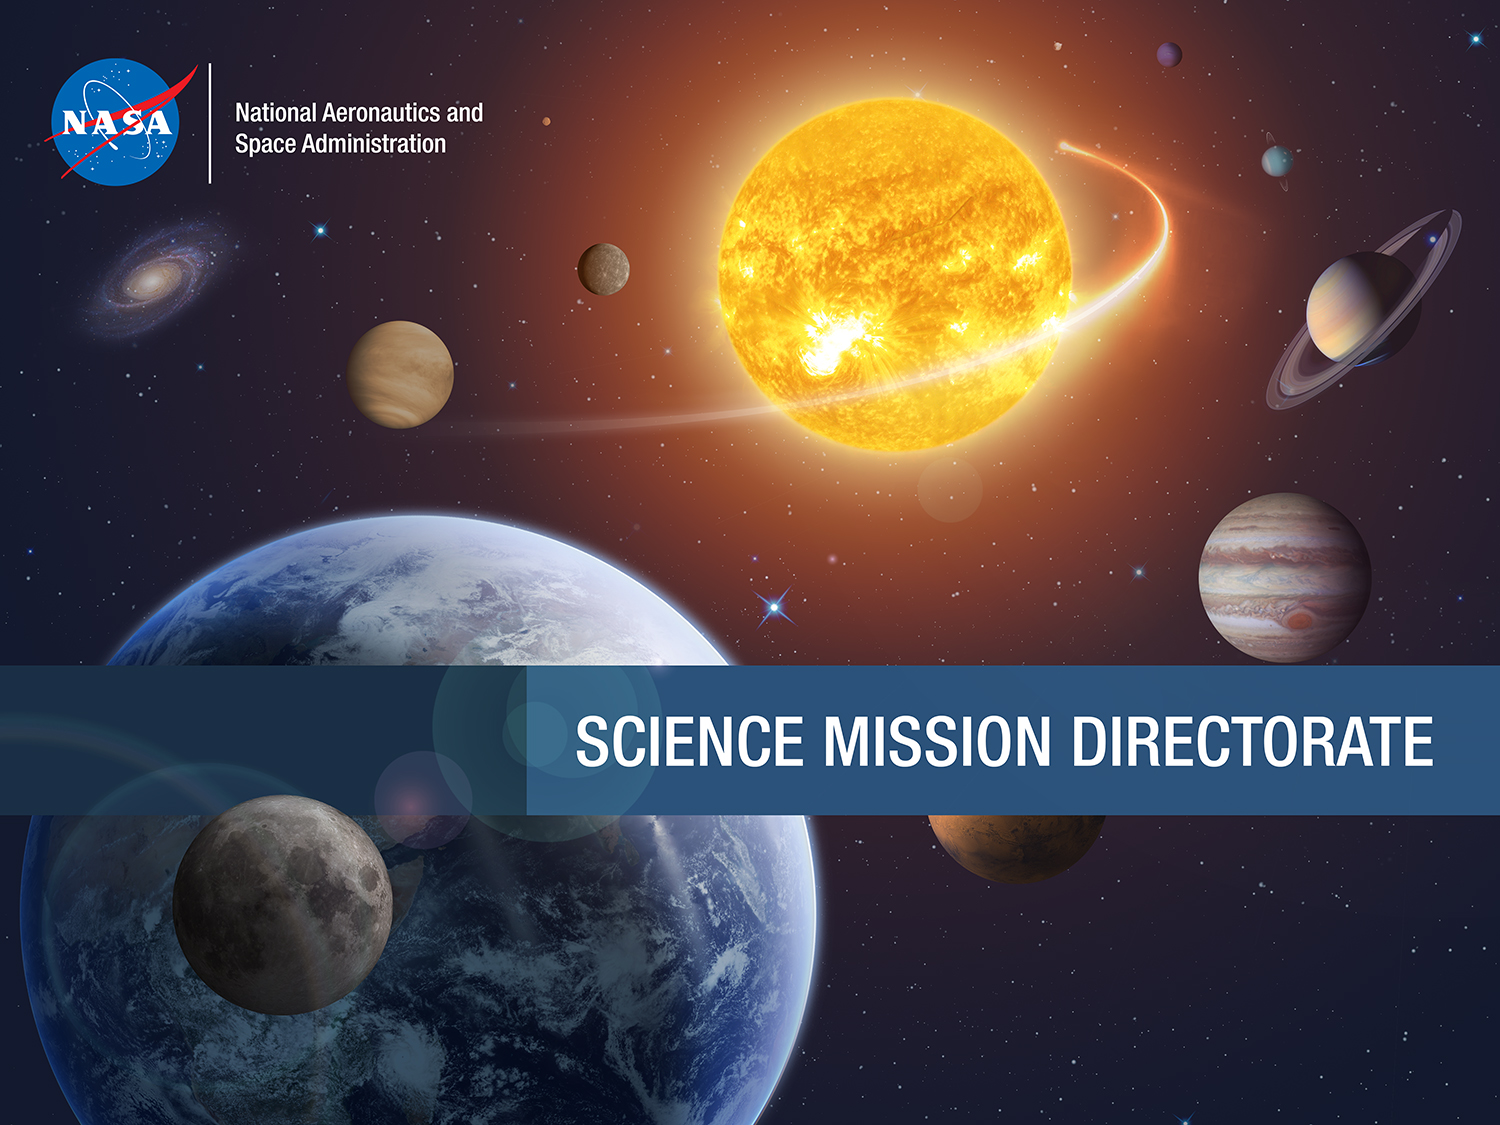 NASA
National Aeronautics and
Space Administration
SCIENCE MISSION DIRECTORATE